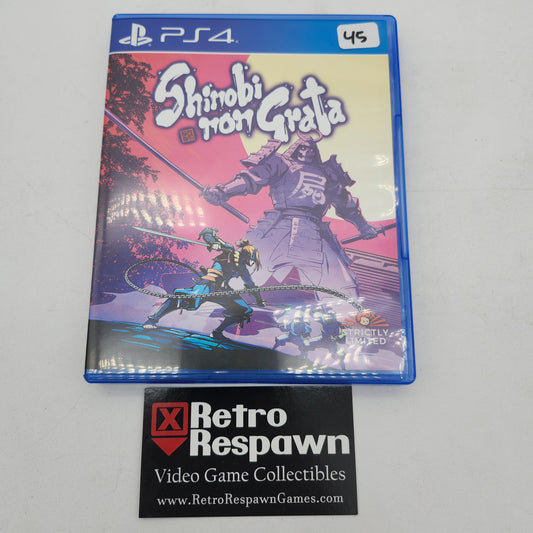 PS4
45
Shinobi
non Grata
STRICTLY
LIMITED
Retro
Respawn
Video Game Collectibles
www.RetroRespawnGames.com